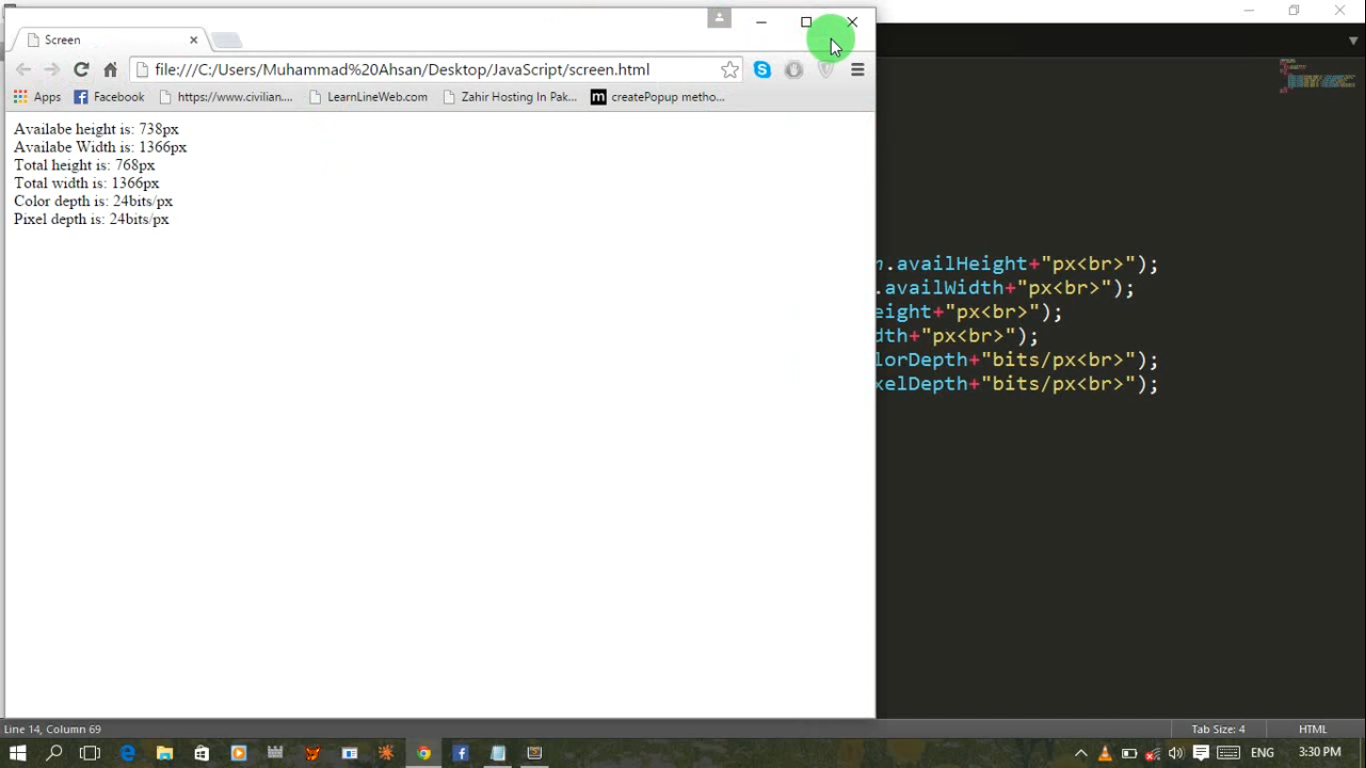 Screen
file:///C:/Users/Muhammad%20Ahsan/Desktop/JavaScript/screen.html
Apps Facebook https://www.civilian.... LearnLineWeb.com Zahir Hosting In Pak... m createPopup metho...
Availabe height is: 738px
Availabe Width is: 1366px
Total height is: 768px
Total width is: 1366px
Color depth is: 24bits/px
Pixel depth is: 24bits/px
.availHeight+"px<br>");
.availWidth+"px<br>");
eight+"px<br>");
dth+"px<br>");
lorDepth+"bits/px<br>");
xelDepth+"bits/px<br>");
Line 14, Column 69 Tab Size: 4 HTML
ENG 3:30 PM